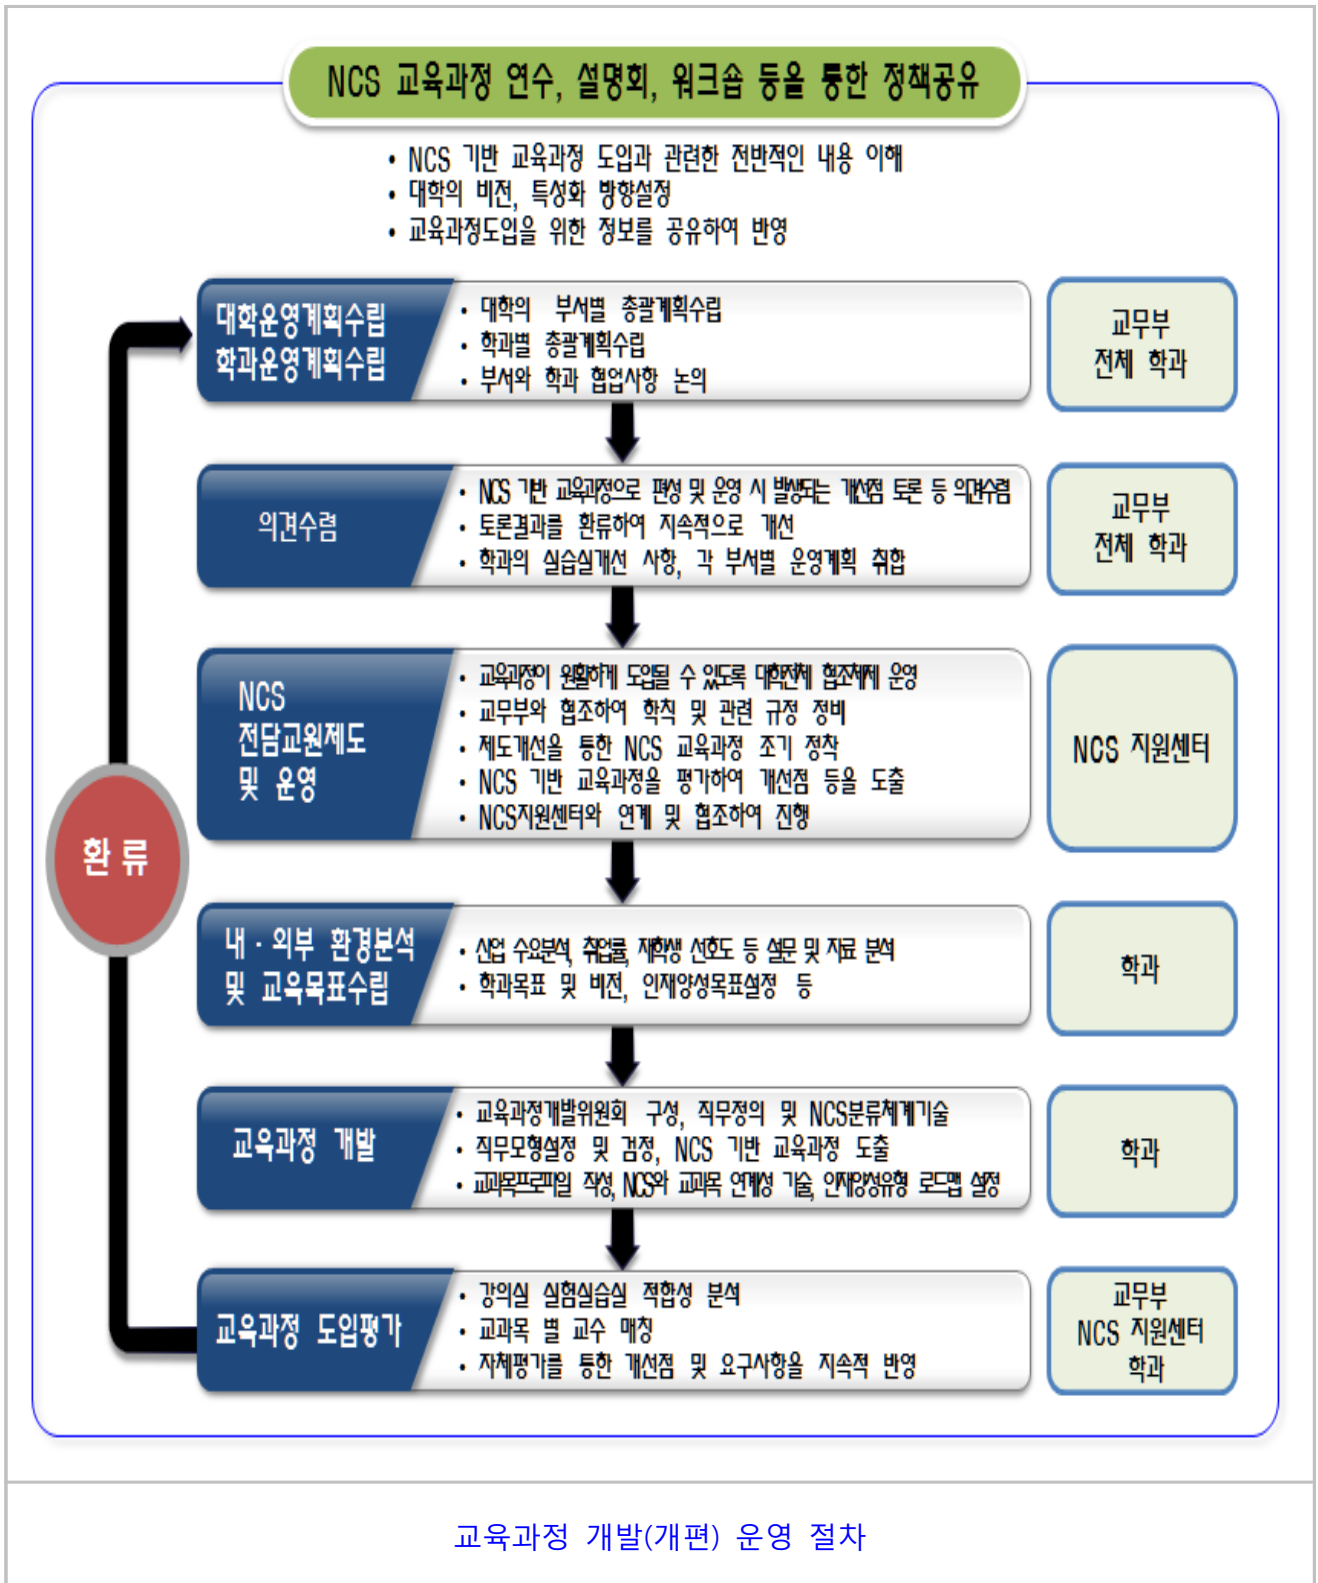 NCS 교육과정 연수, 설명회, 워크숍 등을 통한 정책공유
• NCS 기반 교육과정 도입과 관련한 전반적인 내용 이해
• 대학의 비전, 특성화 방향설정
• 교육과정도입을 위한 정보를 공유하여 반영
대학운영계획수립
학과운영계획수립
• 대학의 부서별 총괄계획수립
• 학과별 총괄계획수립
• 부서와 학과 협업사항 논의
교무부
전체 학과
의견수렴
• NCS 기반 교육과정으로 편성 및 운영 시 발생되는 개선점 토론 등 의견수렴
• 토론결과를 환류하여 지속적으로 개선
• 학과의 실습실개선 사항, 각 부서별 운영계획 취합
교무부
전체 학과
NCS
전담교원제도
및 운영
• 교육과정이 원활하게 도입될 수 있도록 대학전체 협조체제 운영
• 교무부와 협조하여 학칙 및 관련 규정 정비
• 제도개선을 통한 NCS 교육과정 조기 정착
• NCS 기반 교육과정을 평가하여 개선점 등을 도출
• NCS지원센터와 연계 및 협조하여 진행
NCS 지원센터
환류
내 · 외부 환경분석
및 교육목표수립
• 산업 수요분석, 취업률, 재학생 선호도 등 설문 및 자료 분석
• 학과목표 및 비전, 인재양성목표설정 등
학과
교육과정 개발
• 교육과정개발위원회 구성, 직무정의 및 NCS분류체계기술
• 직무모형설정 및 검정, NCS 기반 교육과정 도출
• 교과목프로파일 작성, NCS와 교과목 연계성 기술, 인재양성유형 로드맵 설정
학과
교육과정 도입평가
• 강의실 실험실습실 적합성 분석
• 교과목 별 교수 매칭
• 자체평가를 통한 개선점 및 요구사항을 지속적 반영
교무부
NCS 지원센터
학과
교육과정 개발(개편) 운영 절차